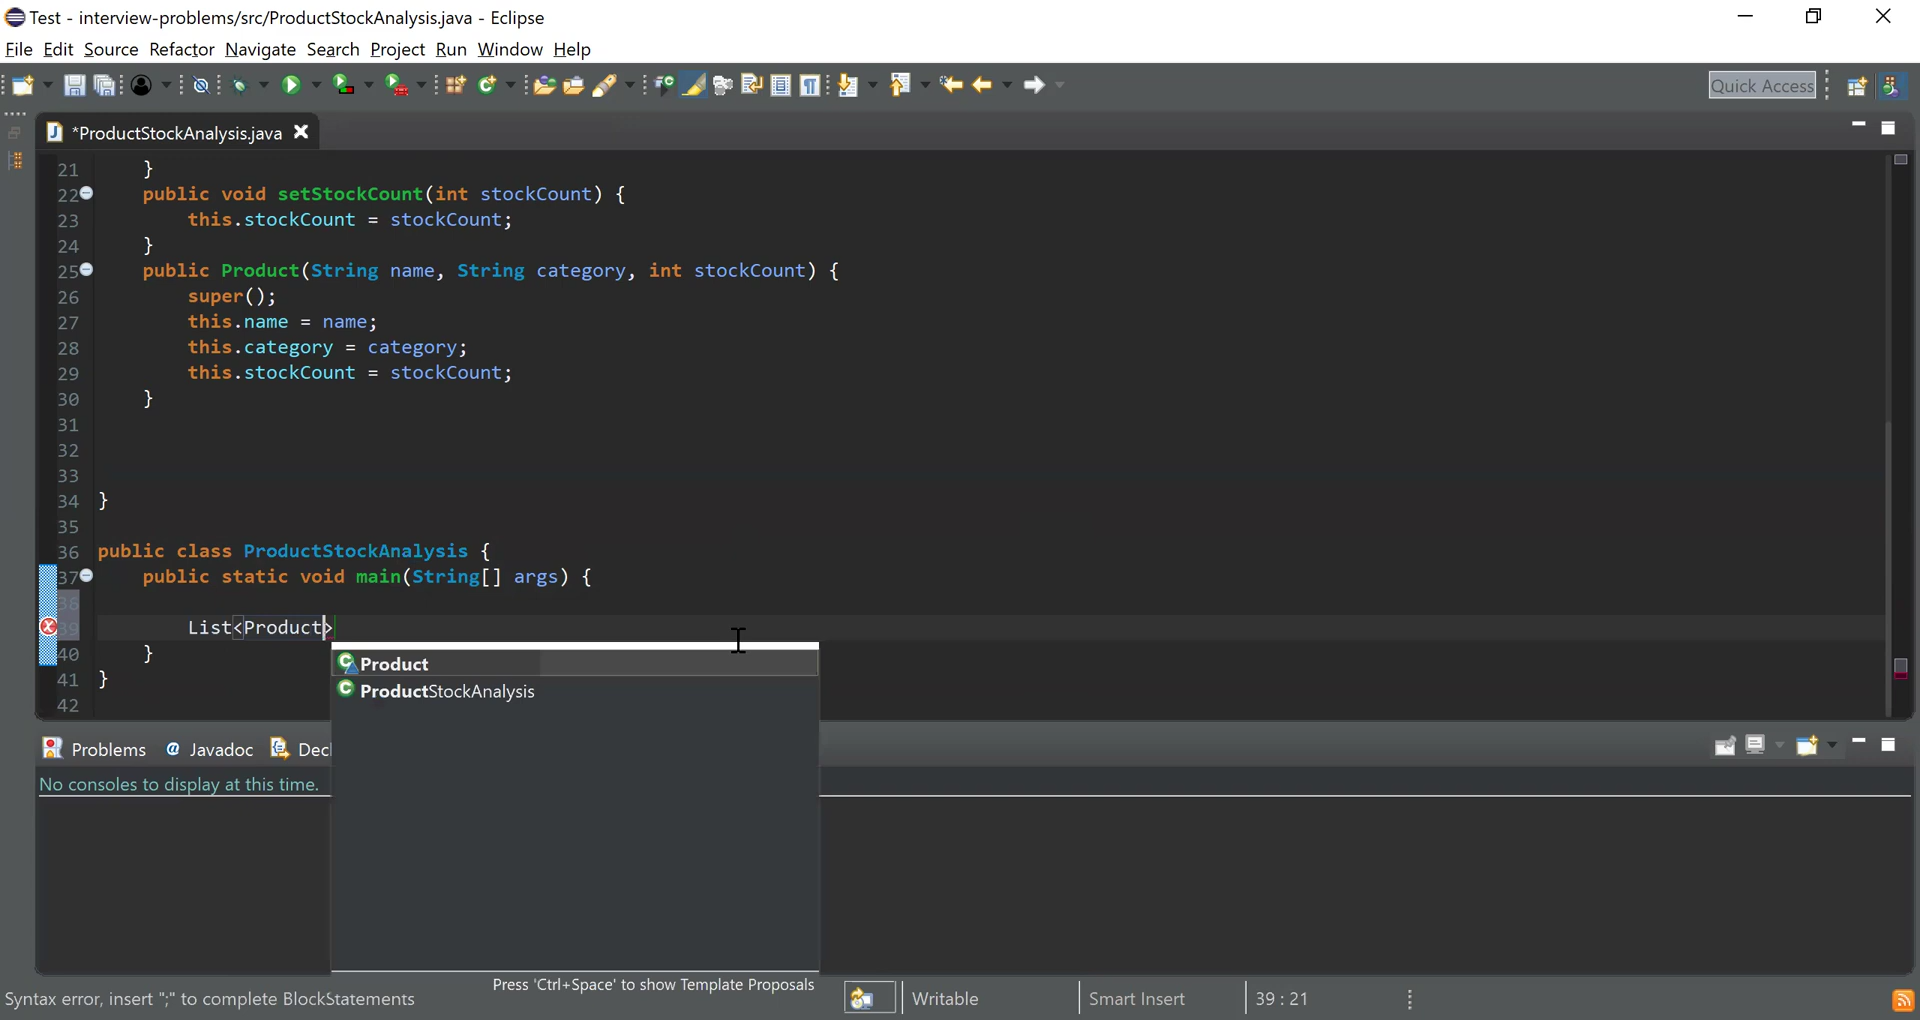 Test - interview-problems/src/ProductStockAnalysis.java - Eclipse
File Edit Source Refactor Navigate Search Project Run Window Help
Quick Access
*ProductStockAnalysis.java
21 }
22 public void setStockCount(int stockCount) {
23 this.stockCount = stockCount;
24 }
25 public Product(String name, String category, int stockCount) {
26 super();
27 this.name = name;
28 this.category = category;
29 this.stockCount = stockCount;
30 }
31
32
33
34 }
35
36 public class ProductStockAnalysis {
37 public static void main(String[] args) {
38
39 List<Product>
40 }
41 }
42
Product
ProductStockAnalysis
Problems @ Javadoc Decl
No consoles to display at this time.
Press 'Ctrl+Space' to show Template Proposals
Syntax error, insert ";" to complete BlockStatements
Writable
Smart Insert
39 : 21